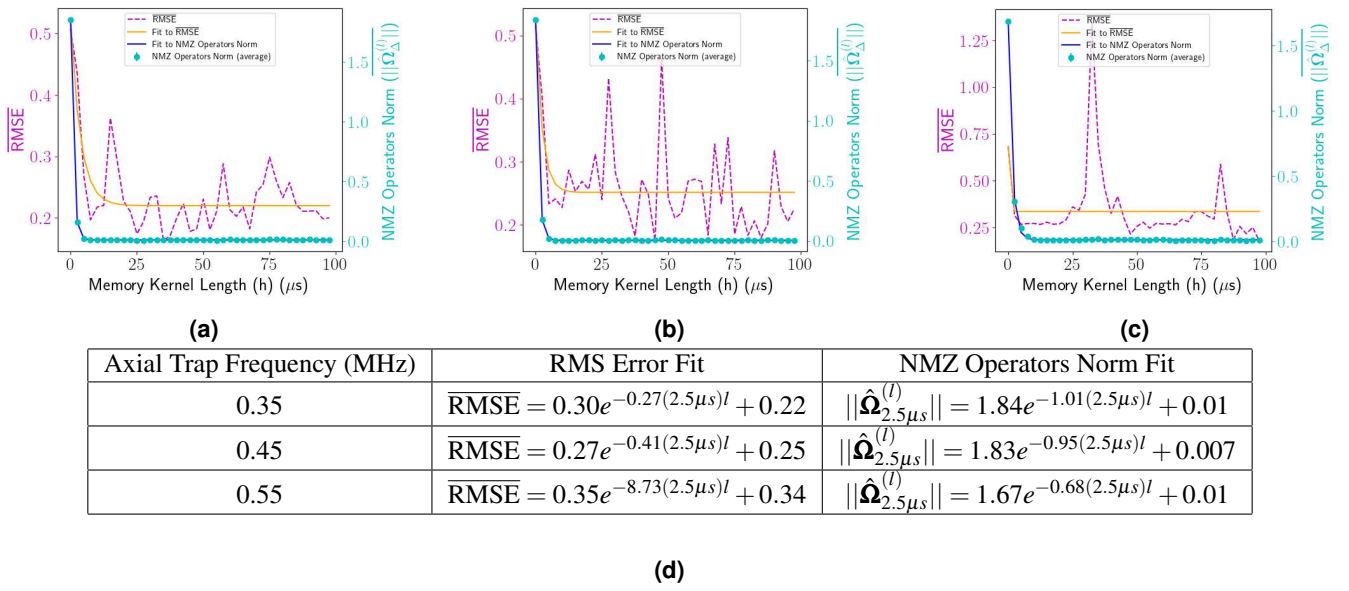 RMSE
Fit to RMSE
Fit to NMZ Operators Norm
NMZ Operators Norm (average)
0.5
0.4
0.3
0.2
RMSE
1.5
1.0
0.5
0.0
NMZ Operators Norm (||Ω̂_Δ^{(l)}||)
0 25 50 75 100
Memory Kernel Length (h) (μs)
(a)
RMSE
Fit to RMSE
Fit to NMZ Operators Norm
NMZ Operators Norm (average)
0.5
0.4
0.3
0.2
RMSE
1.5
1.0
0.5
0.0
NMZ Operators Norm (||Ω̂_Δ^{(l)}||)
0 25 50 75 100
Memory Kernel Length (h) (μs)
(b)
RMSE
Fit to RMSE
Fit to NMZ Operators Norm
NMZ Operators Norm (average)
1.25
1.00
0.75
0.50
0.25
RMSE
1.5
1.0
0.5
0.0
NMZ Operators Norm (||Ω̂_Δ^{(l)}||)
0 25 50 75 100
Memory Kernel Length (h) (μs)
(c)
Axial Trap Frequency (MHz) RMS Error Fit NMZ Operators Norm Fit
0.35 RMSE = 0.30e^{−0.27(2.5μs)l} + 0.22 ||Ω̂_{2.5μs}^{(l)}|| = 1.84e^{−1.01(2.5μs)l} + 0.01
0.45 RMSE = 0.27e^{−0.41(2.5μs)l} + 0.25 ||Ω̂_{2.5μs}^{(l)}|| = 1.83e^{−0.95(2.5μs)l} + 0.007
0.55 RMSE = 0.35e^{−8.73(2.5μs)l} + 0.34 ||Ω̂_{2.5μs}^{(l)}|| = 1.67e^{−0.68(2.5μs)l} + 0.01
(d)